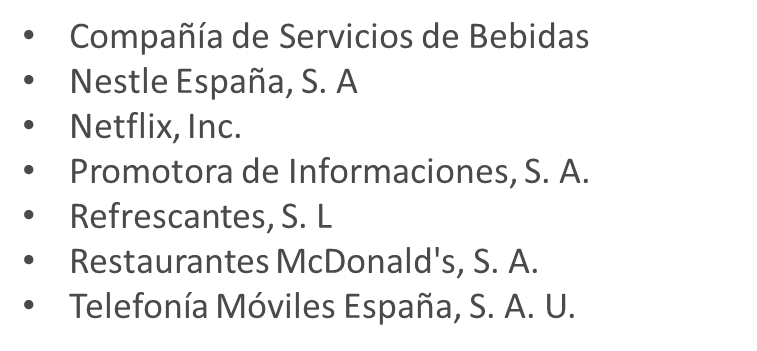 • Compañía de Servicios de Bebidas
• Nestle España, S. A
• Netflix, Inc.
• Promotora de Informaciones, S. A.
• Refrescantes, S. L
• Restaurantes McDonald's, S. A.
• Telefonía Móviles España, S. A. U.